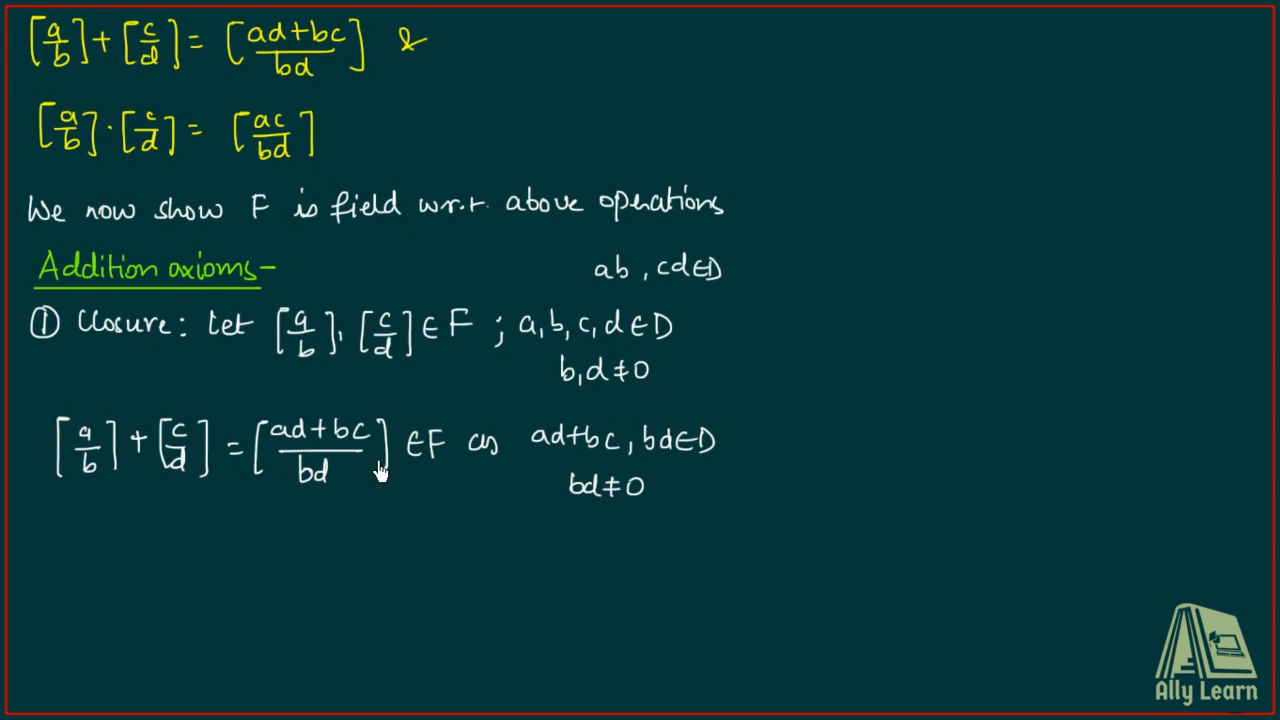 [a/b] + [c/d] = [ad+bc/bd] &
[a/b] · [c/d] = [ac/bd]
We now show F is field w.r.t. above operations
Addition axioms-
ab, cd∈D
① Closure: Let [a/b], [c/d] ∈ F ; a, b, c, d ∈ D
b, d ≠ 0
[a/b] + [c/d] = [ad+bc/bd] ∈ F as ad+bc, bd ∈ D
bd ≠ 0
Ally Learn